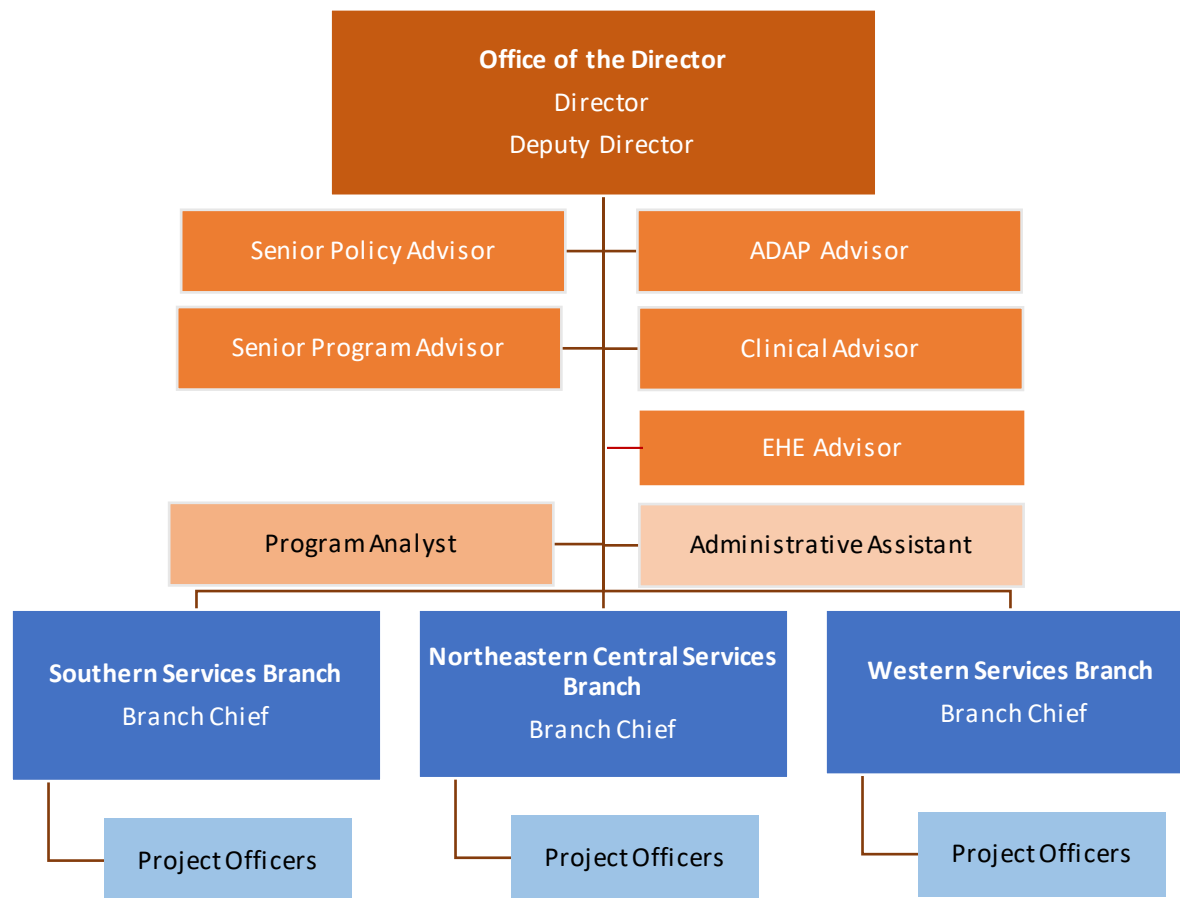 Office of the Director
Director
Deputy Director
Senior Policy Advisor
ADAP Advisor
Senior Program Advisor
Clinical Advisor
EHE Advisor
Program Analyst
Administrative Assistant
Southern Services Branch
Branch Chief
Northeastern Central Services
Branch
Branch Chief
Western Services Branch
Branch Chief
Project Officers
Project Officers
Project Officers